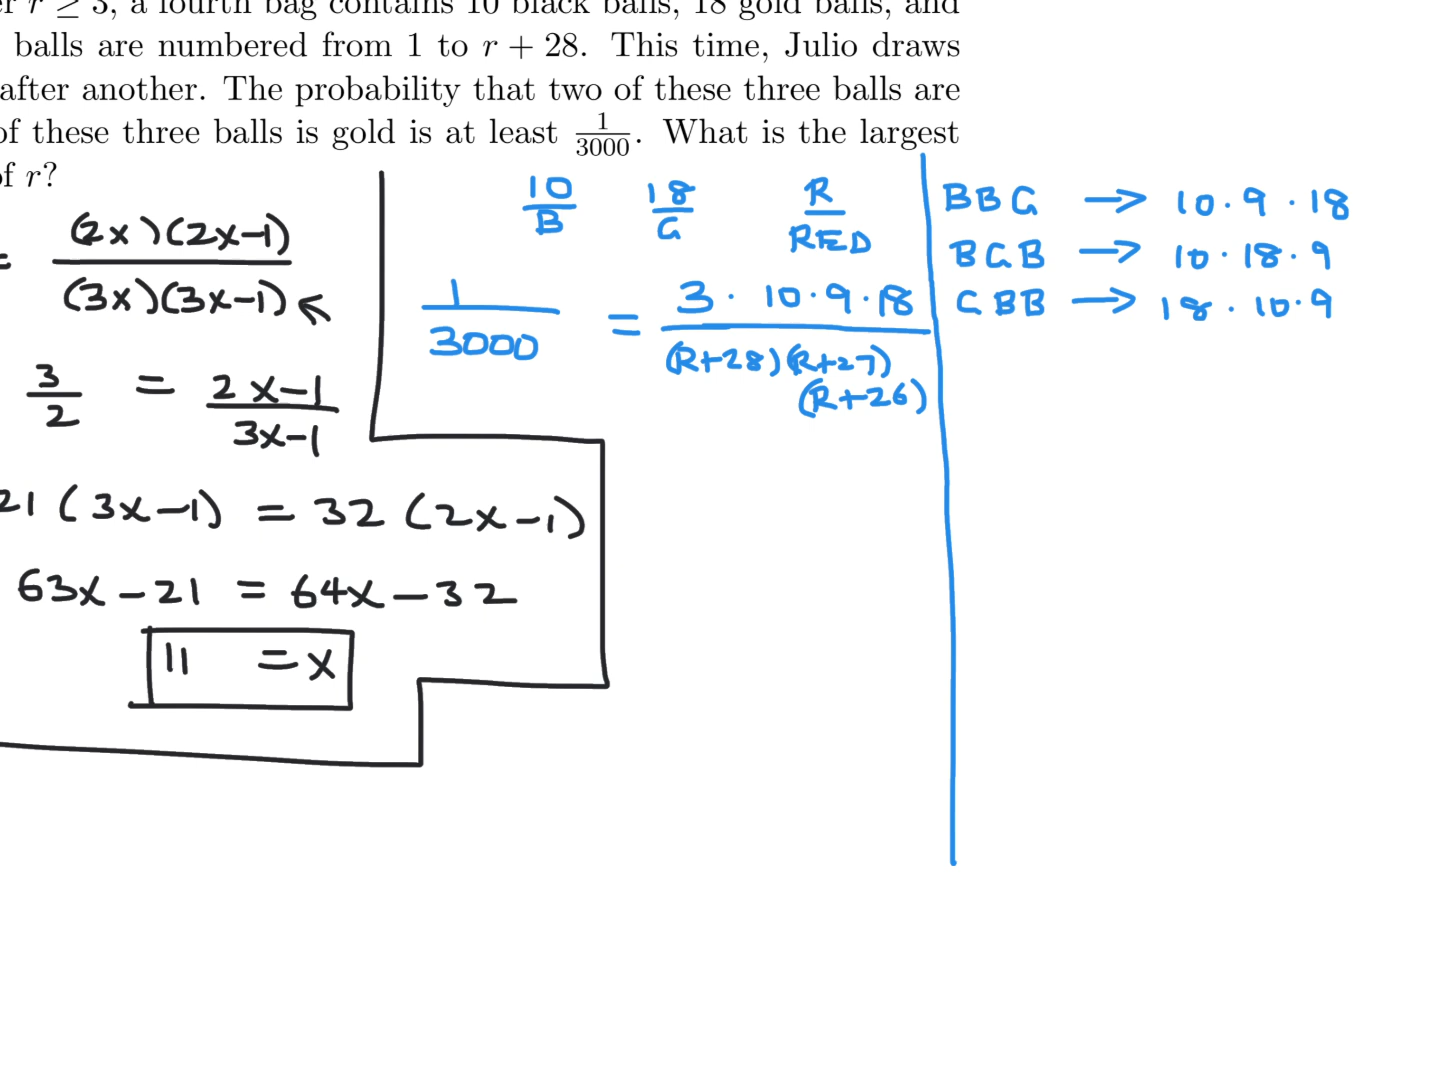 er r ≥ 3, a fourth bag contains 10 black balls, 18 gold balls, and
balls are numbered from 1 to r + 28. This time, Julio draws
after another. The probability that two of these three balls are
of these three balls is gold is at least 1/3000. What is the largest
of r?
= (2x)(2x-1) / (3x)(3x-1)
3/2 = 2x-1 / 3x-1
21 (3x-1) = 32 (2x-1)
63x - 21 = 64x - 32
11 = x
10/B 18/G R/RED
1/3000 = 3 · 10 · 9 · 18 / (R+28)(R+27)(R+26)
BBG → 10 · 9 · 18
BGB → 10 · 18 · 9
GBB → 18 · 10 · 9